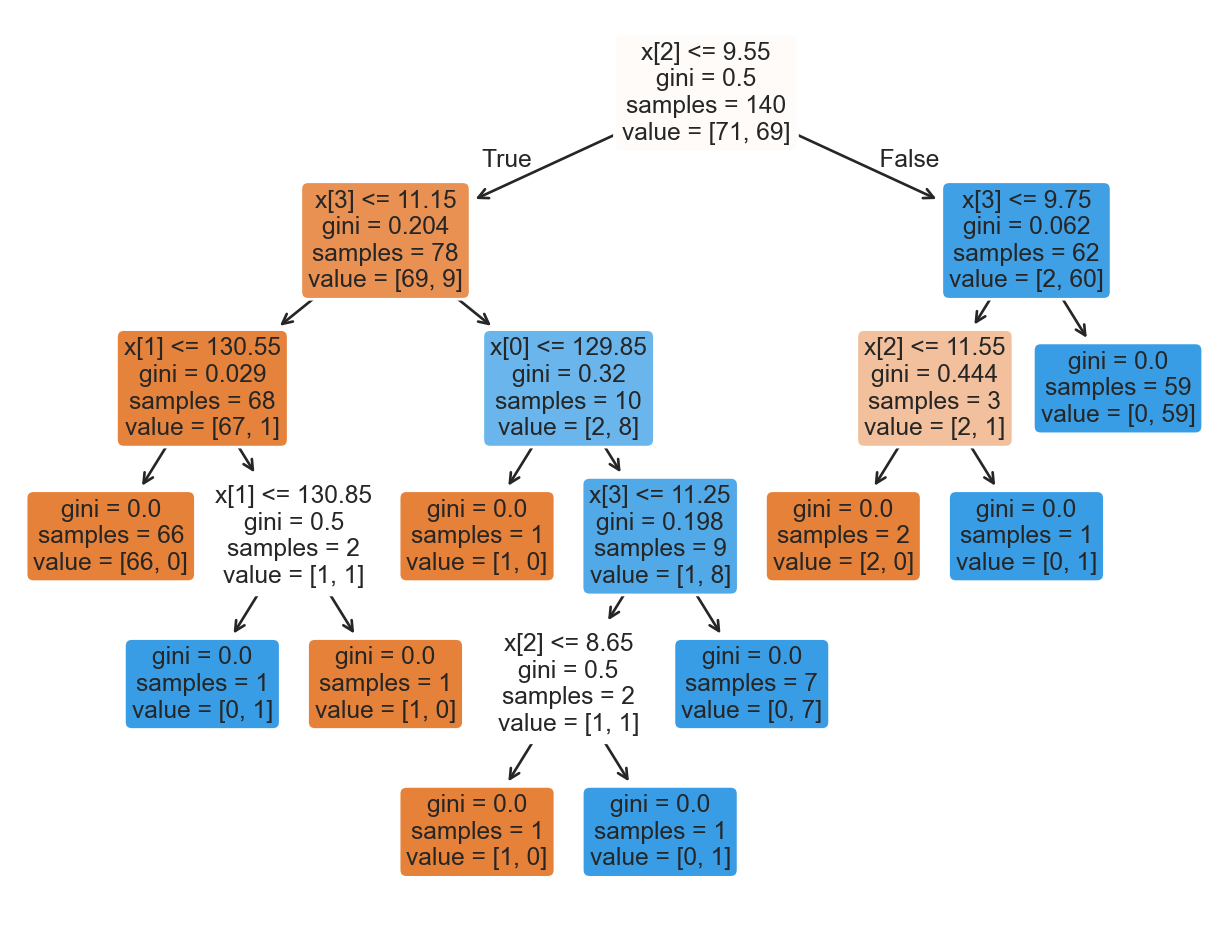 x[2] <= 9.55
gini = 0.5
samples = 140
value = [71, 69]
True
False
x[3] <= 11.15
gini = 0.204
samples = 78
value = [69, 9]
x[3] <= 9.75
gini = 0.062
samples = 62
value = [2, 60]
x[1] <= 130.55
gini = 0.029
samples = 68
value = [67, 1]
x[0] <= 129.85
gini = 0.32
samples = 10
value = [2, 8]
x[2] <= 11.55
gini = 0.444
samples = 3
value = [2, 1]
gini = 0.0
samples = 59
value = [0, 59]
gini = 0.0
samples = 66
value = [66, 0]
x[1] <= 130.85
gini = 0.5
samples = 2
value = [1, 1]
gini = 0.0
samples = 1
value = [1, 0]
x[3] <= 11.25
gini = 0.198
samples = 9
value = [1, 8]
gini = 0.0
samples = 2
value = [2, 0]
gini = 0.0
samples = 1
value = [0, 1]
gini = 0.0
samples = 1
value = [0, 1]
gini = 0.0
samples = 1
value = [1, 0]
x[2] <= 8.65
gini = 0.5
samples = 2
value = [1, 1]
gini = 0.0
samples = 7
value = [0, 7]
gini = 0.0
samples = 1
value = [1, 0]
gini = 0.0
samples = 1
value = [0, 1]